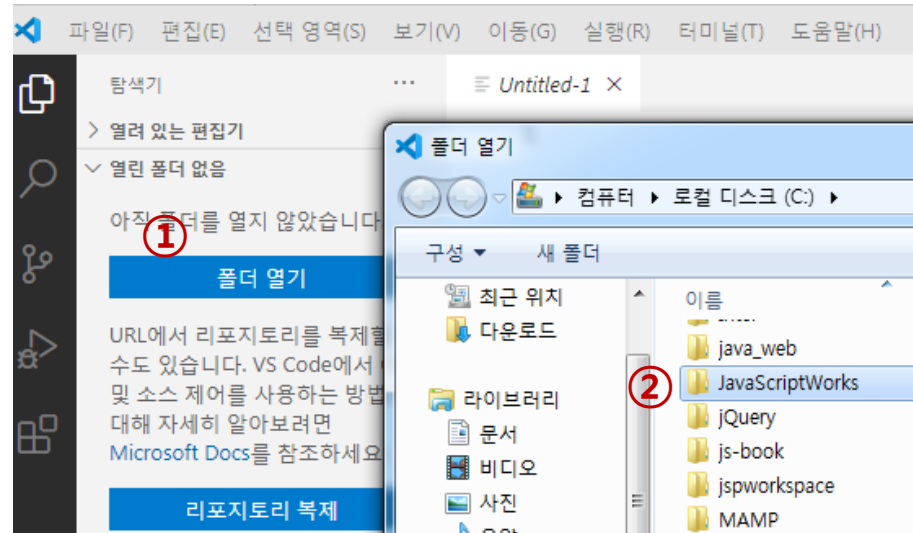 파일(F) 편집(E) 선택 영역(S) 보기(V) 이동(G) 실행(R) 터미널(T) 도움말(H)
탐색기 ··· Untitled-1 ×
> 열려 있는 편집기
열린 폴더 없음
아직 폴더를 열지 않았습니다
①
폴더 열기
URL에서 리포지토리를 복제할
수도 있습니다. VS Code에서
및 소스 제어를 사용하는 방법
대해 자세히 알아보려면
Microsoft Docs를 참조하세요
리포지토리 복제
폴더 열기
컴퓨터 ▶ 로컬 디스크 (C:) ▶
구성 ▼ 새 폴더
최근 위치
다운로드
라이브러리
문서
비디오
사진
이름
java_web
②
JavaScriptWorks
jQuery
js-book
jspworkspace
MAMP